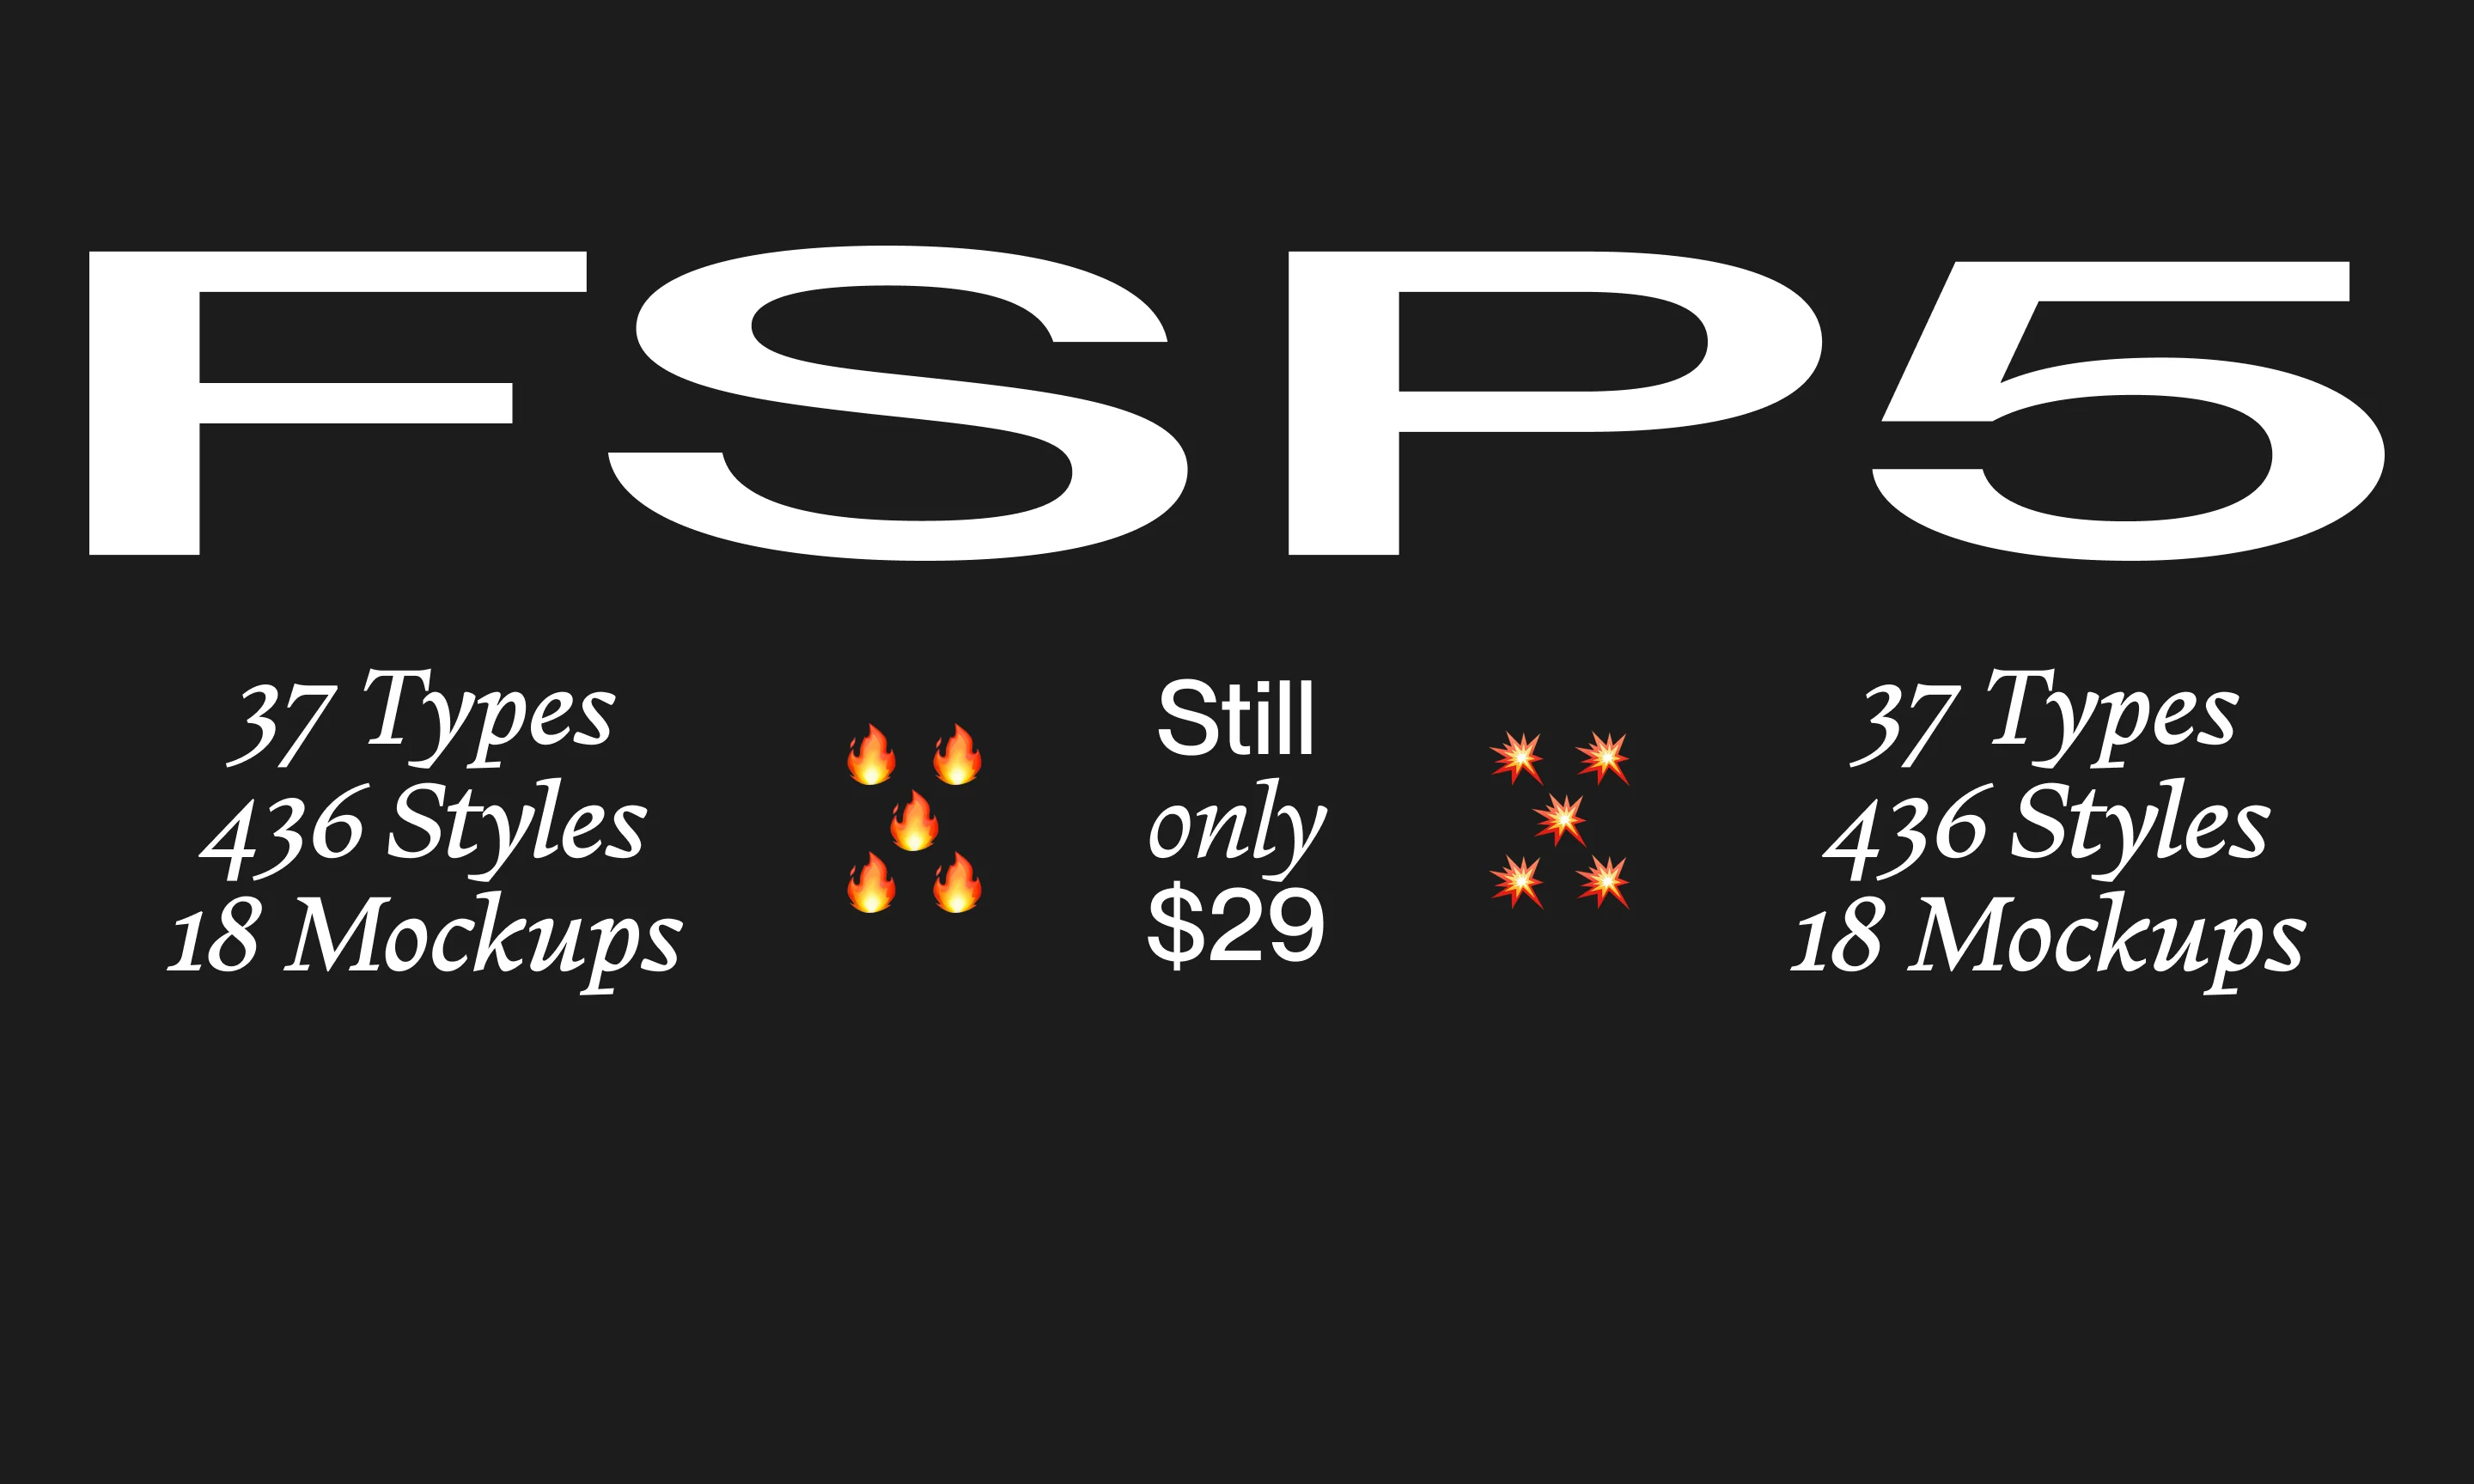 FSP5
37 Types
436 Styles
18 Mockups
🔥 🔥
🔥
🔥 🔥
Still
only
$29
💥 💥
💥
💥 💥
37 Types
436 Styles
18 Mockups